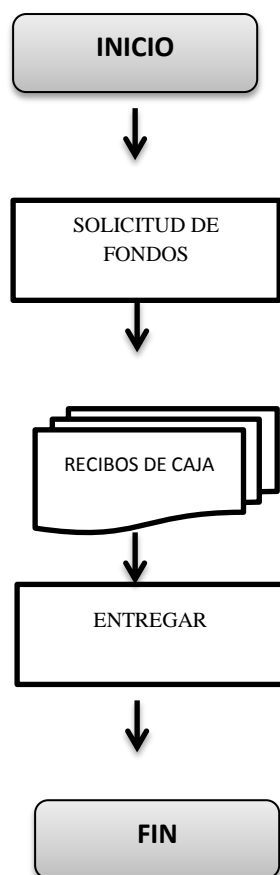 INICIO
SOLICITUD DE
FONDOS
RECIBOS DE CAJA
ENTREGAR
FIN